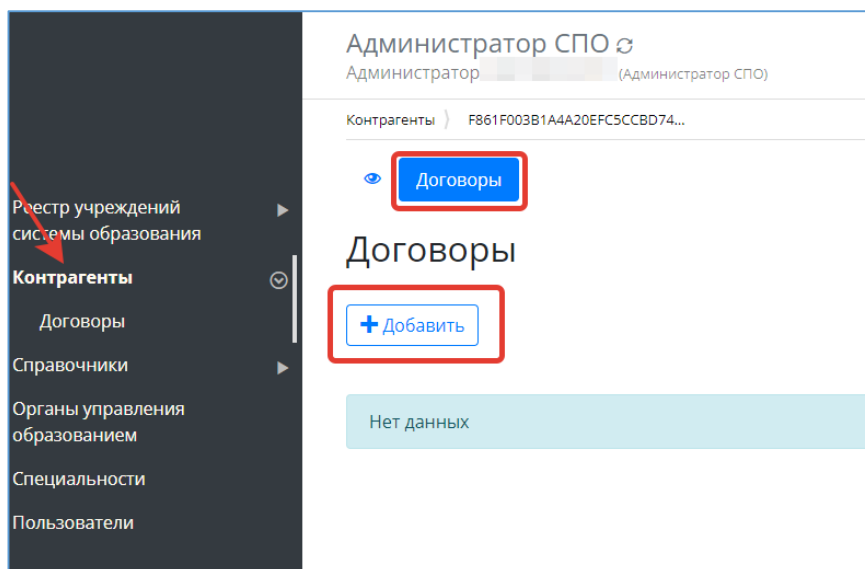 Администратор СПО
Администратор (Администратор СПО)
Контрагенты F861F003B1A4A20EFC5CCBD74...
Договоры
Договоры
Добавить
Нет данных
Реестр учреждений
системы образования
Контрагенты
Договоры
Справочники
Органы управления
образованием
Специальности
Пользователи